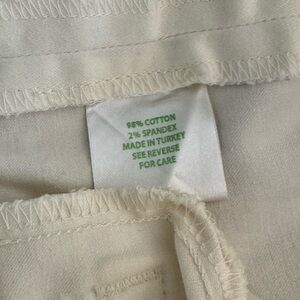 98% COTTON
2% SPANDEX
MADE IN TURKEY
SEE REVERSE
FOR CARE